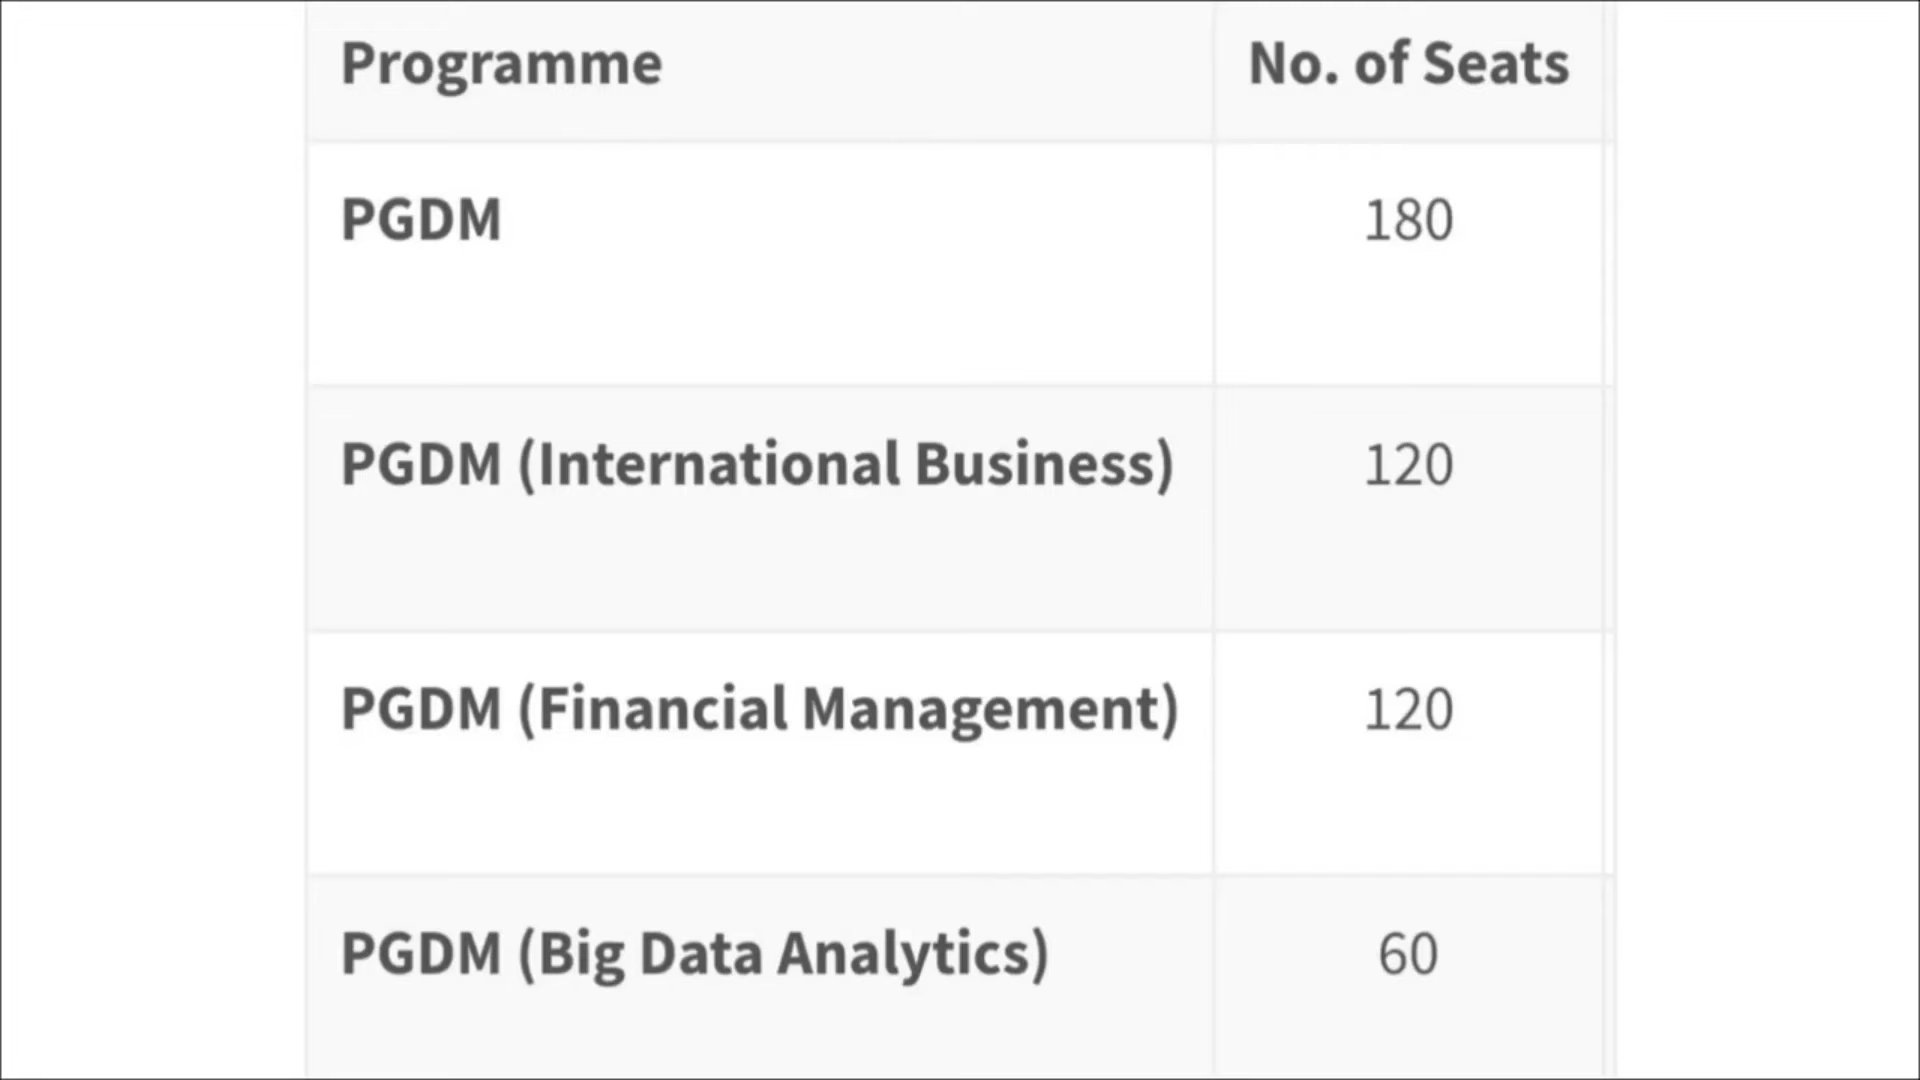 Programme No. of Seats
PGDM 180
PGDM (International Business) 120
PGDM (Financial Management) 120
PGDM (Big Data Analytics) 60